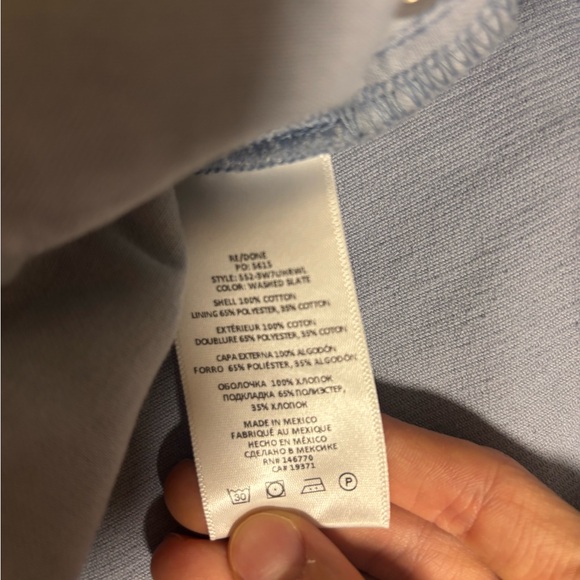 RE/DONE
PO: 5615
STYLE: 552-3W7UHRWL
COLOR: WASHED SLATE
SHELL 100% COTTON
LINING 65% POLYESTER, 35% COTTON
EXTÉRIEUR 100% COTON
DOUBLURE 65% POLYESTER, 35% COTON
CAPA EXTERNA 100% ALGODÓN
FORRO 65% POLIÉSTER, 35% ALGODÓN
ОБОЛОЧКА 100% ХЛОПОК
ПОДКЛАДКА 65% ПОЛИЭСТЕР,
35% ХЛОПОК
MADE IN MEXICO
FABRIQUÉ AU MEXIQUE
HECHO EN MÉXICO
СДЕЛАНО В МЕКСИКЕ
RN# 146770
CA# 19371
30 P